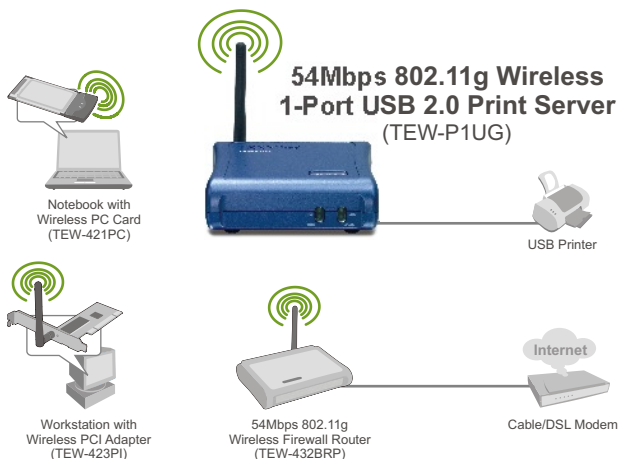 54Mbps 802.11g Wireless
1-Port USB 2.0 Print Server
(TEW-P1UG)
Notebook with
Wireless PC Card
(TEW-421PC)
USB Printer
Workstation with
Wireless PCI Adapter
(TEW-423PI)
54Mbps 802.11g
Wireless Firewall Router
(TEW-432BRP)
Internet
Cable/DSL Modem